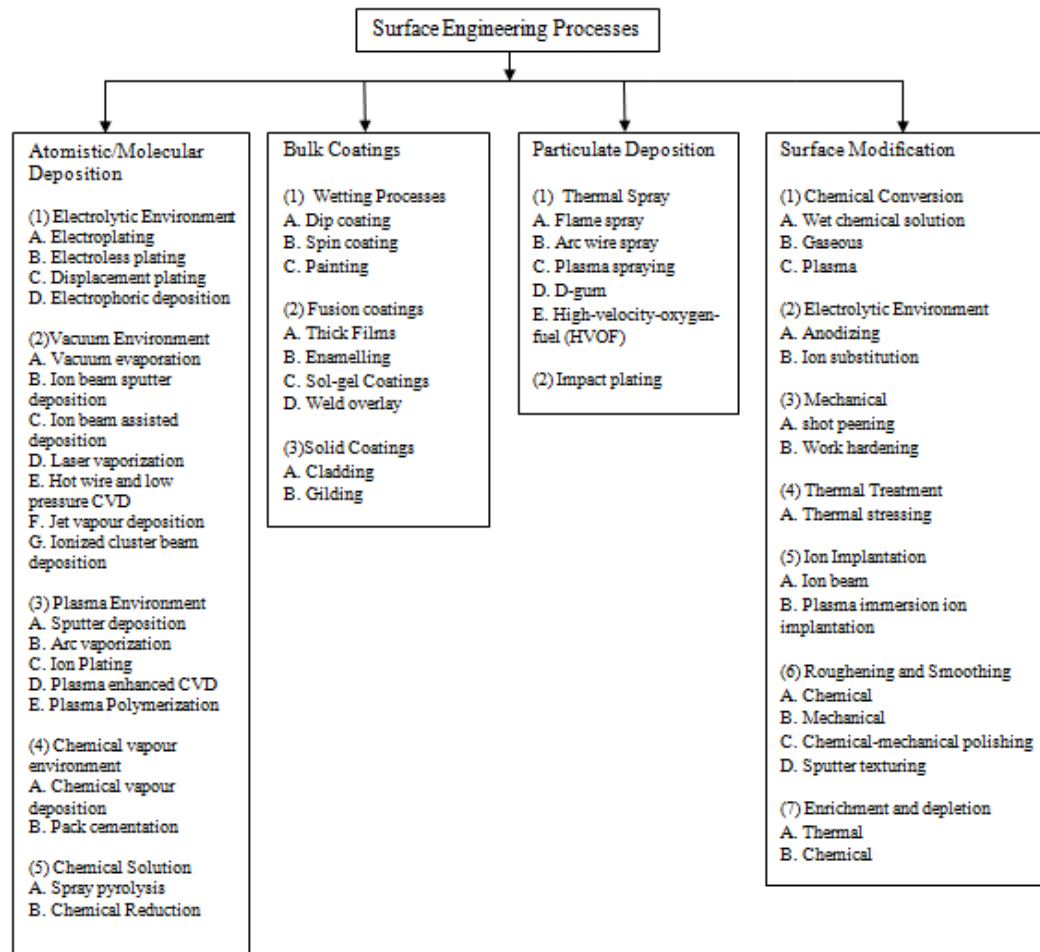 Surface Engineering Processes
Atomistic/Molecular
Deposition
(1) Electrolytic Environment
A. Electroplating
B. Electroless plating
C. Displacement plating
D. Electrophoric deposition
(2)Vacuum Environment
A. Vacuum evaporation
B. Ion beam sputter
deposition
C. Ion beam assisted
deposition
D. Laser vaporization
E. Hot wire and low
pressure CVD
F. Jet vapour deposition
G. Ionized cluster beam
deposition
(3) Plasma Environment
A. Sputter deposition
B. Arc vaporization
C. Ion Plating
D. Plasma enhanced CVD
E. Plasma Polymerization
(4) Chemical vapour
environment
A. Chemical vapour
deposition
B. Pack cementation
(5) Chemical Solution
A. Spray pyrolysis
B. Chemical Reduction
Bulk Coatings
(1) Wetting Processes
A. Dip coating
B. Spin coating
C. Painting
(2) Fusion coatings
A. Thick Films
B. Enamelling
C. Sol-gel Coatings
D. Weld overlay
(3)Solid Coatings
A. Cladding
B. Gilding
Particulate Deposition
(1) Thermal Spray
A. Flame spray
B. Arc wire spray
C. Plasma spraying
D. D-gum
E. High-velocity-oxygen-
fuel (HVOF)
(2) Impact plating
Surface Modification
(1) Chemical Conversion
A. Wet chemical solution
B. Gaseous
C. Plasma
(2) Electrolytic Environment
A. Anodizing
B. Ion substitution
(3) Mechanical
A. shot peening
B. Work hardening
(4) Thermal Treatment
A. Thermal stressing
(5) Ion Implantation
A. Ion beam
B. Plasma immersion ion
implantation
(6) Roughening and Smoothing
A. Chemical
B. Mechanical
C. Chemical-mechanical polishing
D. Sputter texturing
(7) Enrichment and depletion
A. Thermal
B. Chemical